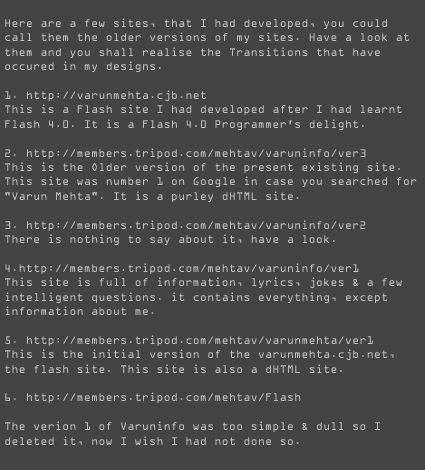 Here are a few sites, that I had developed, you could
call them the older versions of my sites. Have a look at
them and you shall realise the Transitions that have
occured in my designs.
1. http://varunmehta.cjb.net
This is a Flash site I had developed after I had learnt
Flash 4.0. It is a Flash 4.0 Programmer's delight.
2. http://members.tripod.com/mehtav/varuninfo/ver3
This is the Older version of the present existing site.
This site was number 1 on Google in case you searched for
"Varun Mehta". It is a purley dHTML site.
3. http://members.tripod.com/mehtav/varuninfo/ver2
There is nothing to say about it, have a look.
4.http://members.tripod.com/mehtav/varuninfo/ver1
This site is full of information, lyrics, jokes & a few
intelligent questions. it contains everything, except
information about me.
5. http://members.tripod.com/mehtav/varunmehta/ver1
This is the initial version of the varunmehta.cjb.net,
the flash site. This site is also a dHTML site.
6. http://members.tripod.com/mehtav/Flash
The verion 1 of Varuninfo was too simple & dull so I
deleted it, now I wish I had not done so.